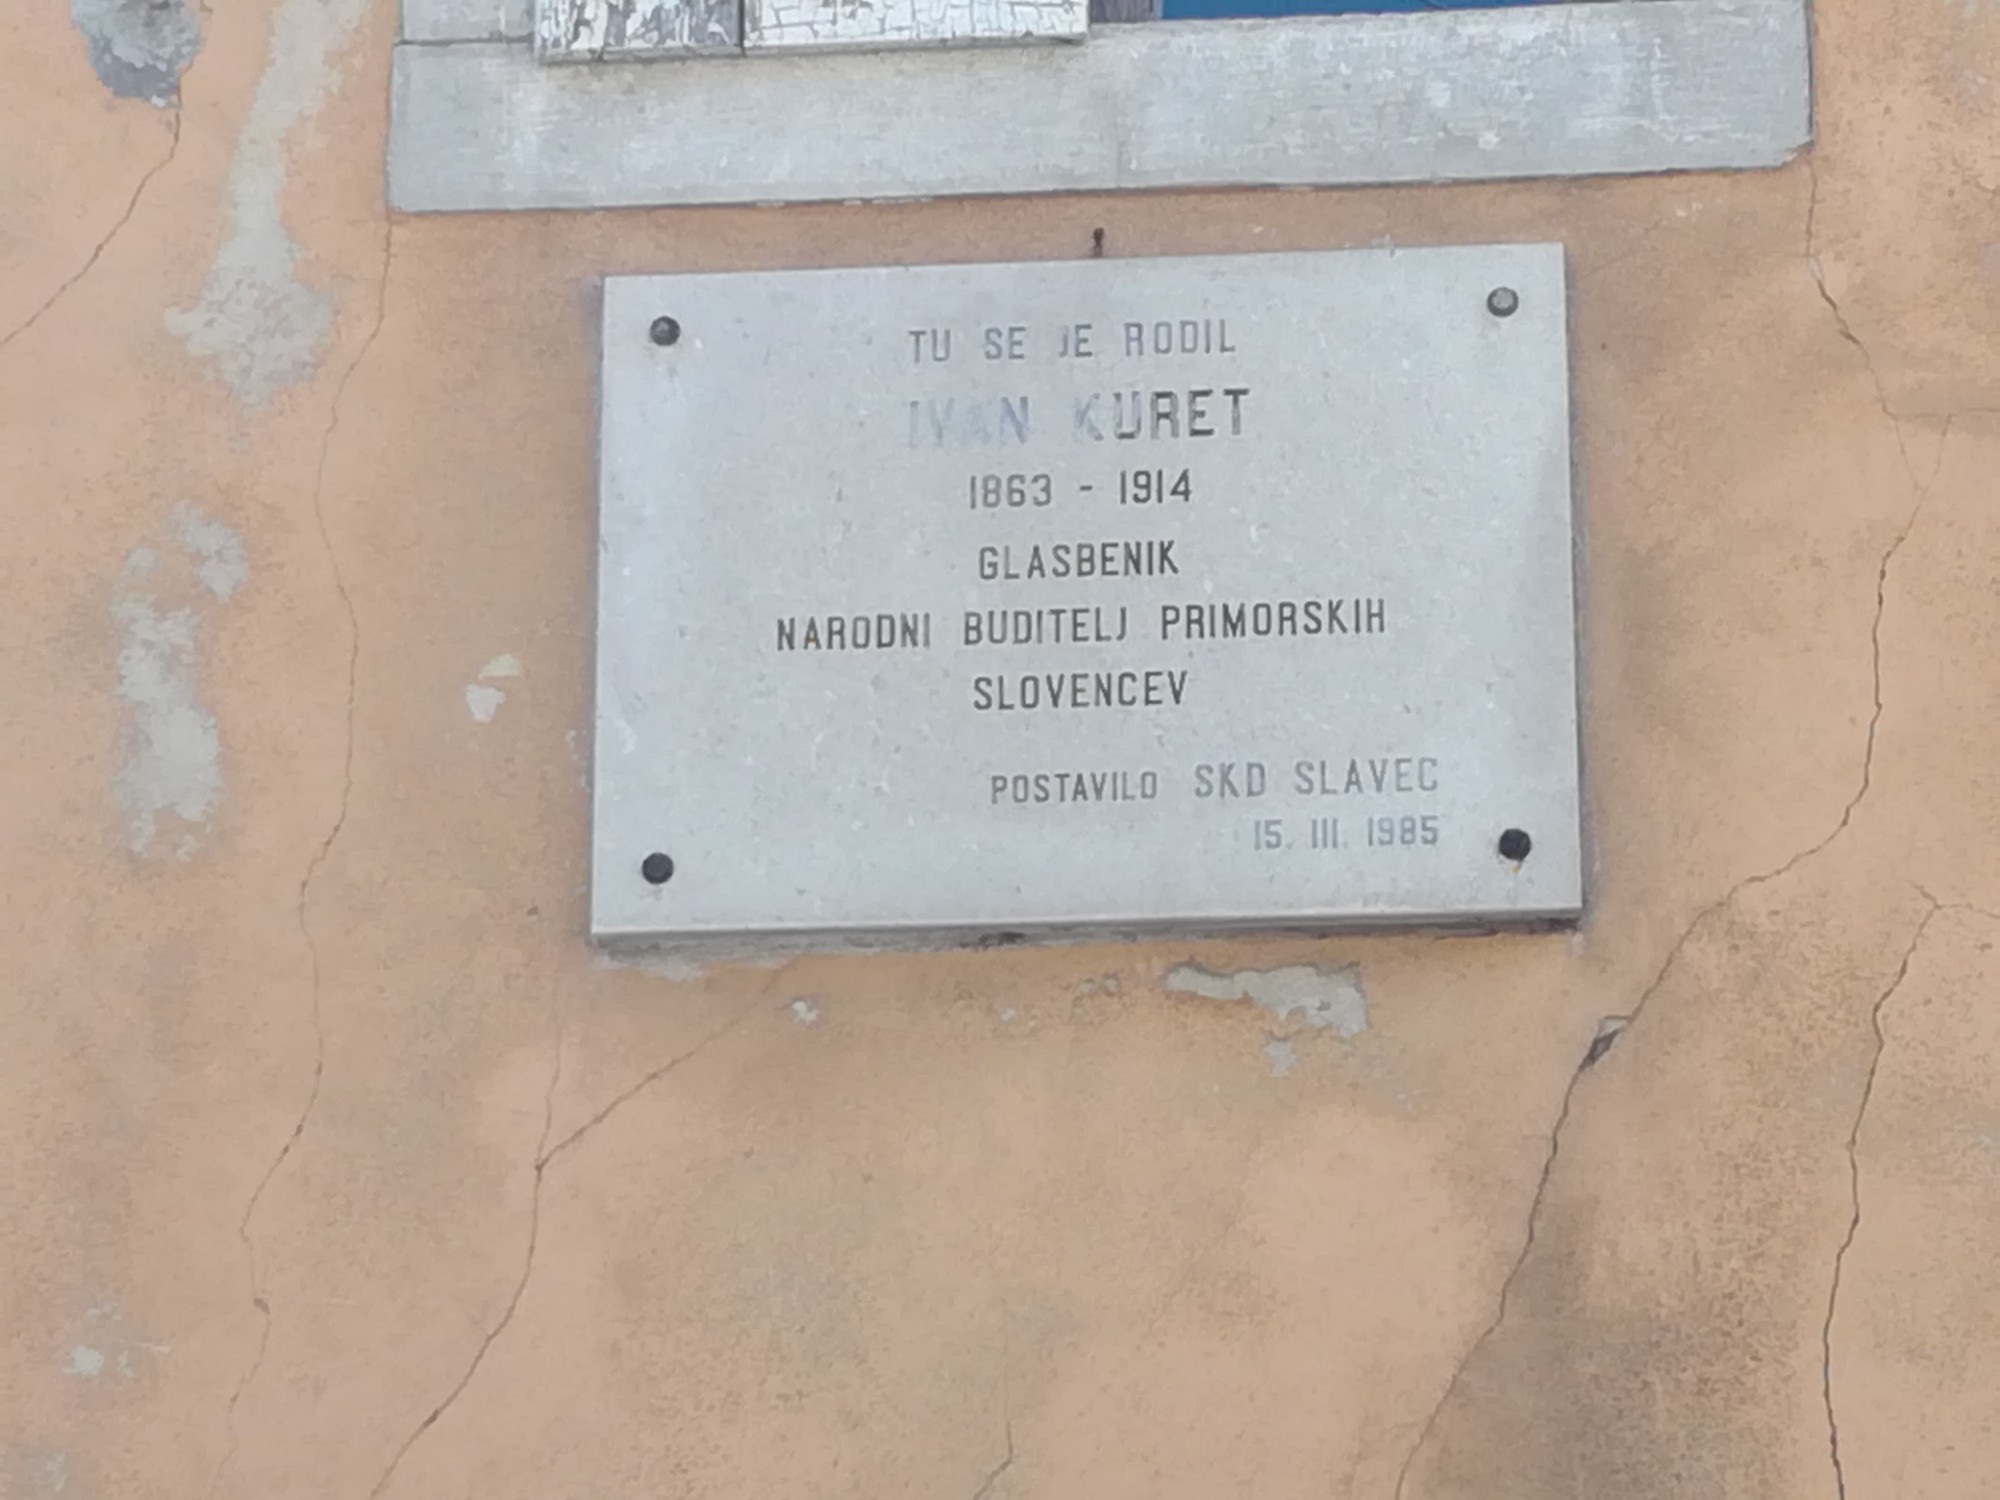 TU SE JE RODIL
IVAN KURET
1863 - 1914
GLASBENIK
NARODNI BUDITELJ PRIMORSKIH
SLOVENCEV
POSTAVILO SKD SLAVEC
15. III. 1985